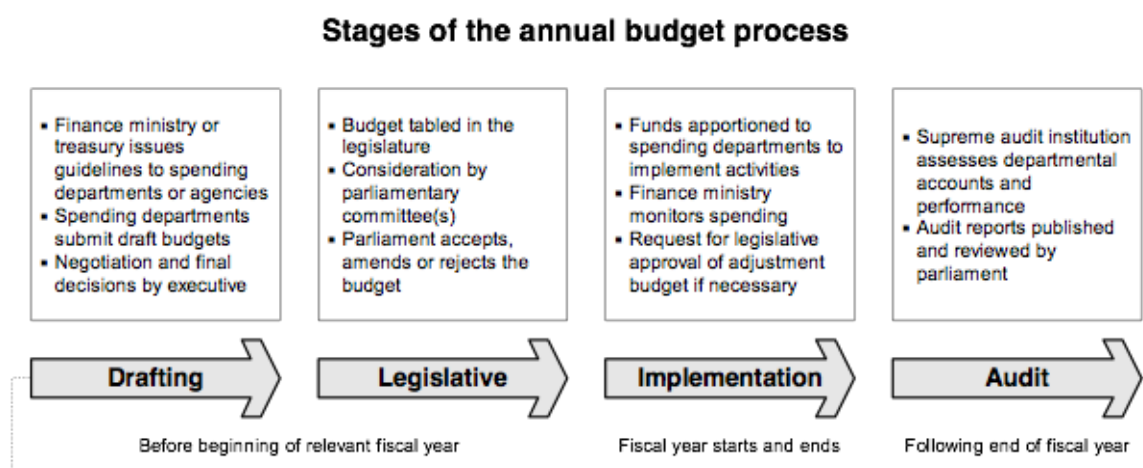 Stages of the annual budget process
▪ Finance ministry or
treasury issues
guidelines to spending
departments or agencies
▪ Spending departments
submit draft budgets
▪ Negotiation and final
decisions by executive
▪ Budget tabled in the
legislature
▪ Consideration by
parliamentary
committee(s)
▪ Parliament accepts,
amends or rejects the
budget
▪ Funds apportioned to
spending departments to
implement activities
▪ Finance ministry
monitors spending
▪ Request for legislative
approval of adjustment
budget if necessary
▪ Supreme audit institution
assesses departmental
accounts and
performance
▪ Audit reports published
and reviewed by
parliament
Drafting
Legislative
Implementation
Audit
Before beginning of relevant fiscal year
Fiscal year starts and ends
Following end of fiscal year